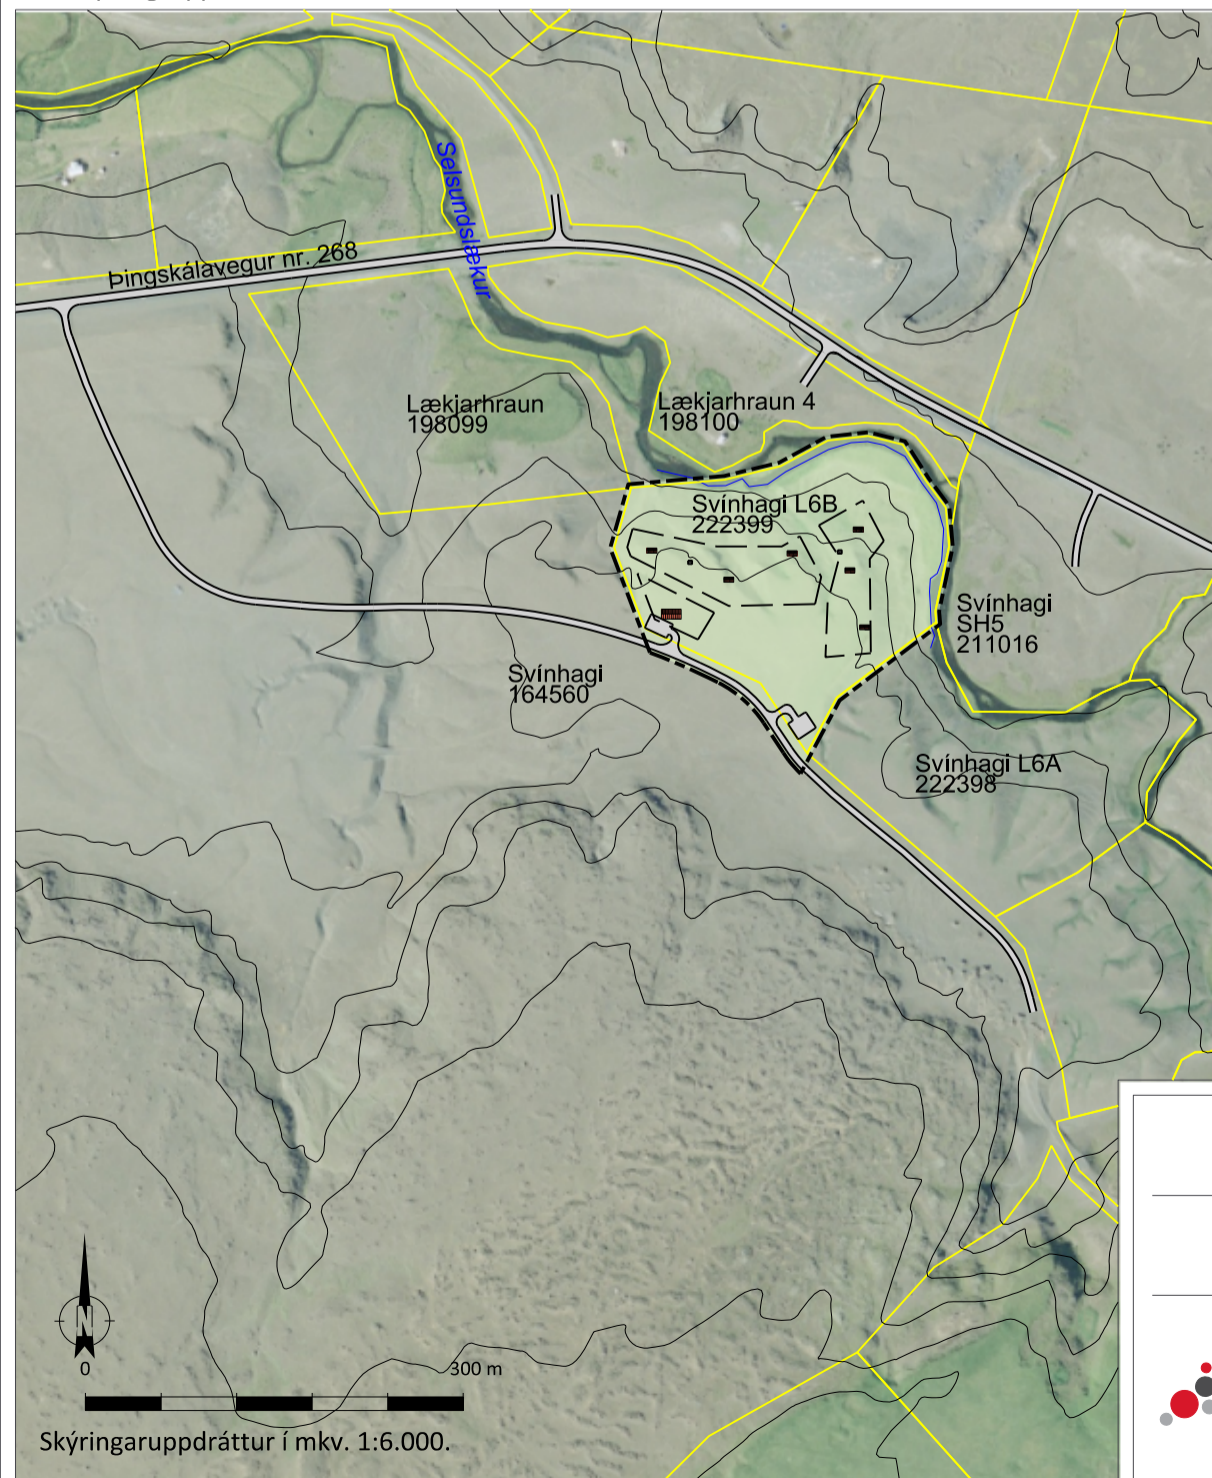 Selsundslækur
Þingskálavegur nr. 268
Lækjarhraun
198099
Lækjarhraun 4
198100
Svínhagi L6B
222399
Svínhagi
SH5
211016
Svínhagi
164560
Svínhagi L6A
222398
N
0
300 m
Skýringaruppdráttur í mkv. 1:6.000.